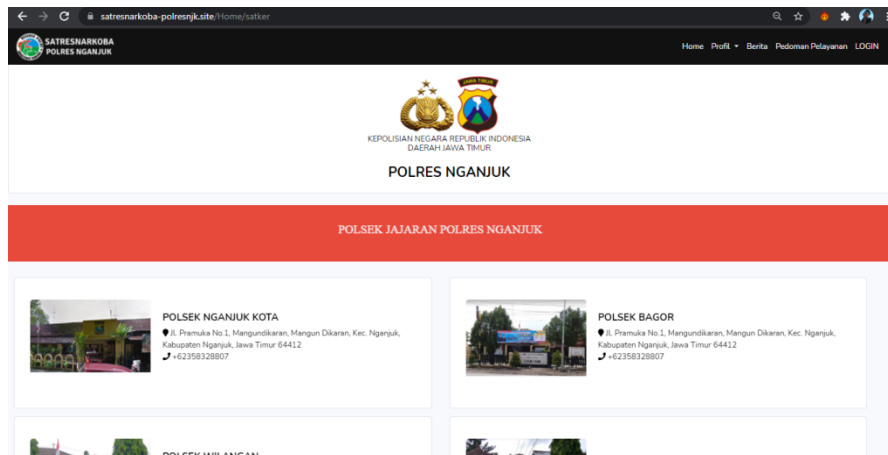 satresnarkoba-polresnjk.site/Home/satker
SATRESNARKOBA
POLRES NGANJUK
Home Profil Berita Pedoman Pelayanan LOGIN
JAWA TIMUR
KEPOLISIAN NEGARA REPUBLIK INDONESIA
DAERAH JAWA TIMUR
POLRES NGANJUK
POLSEK JAJARAN POLRES NGANJUK
POLSEK NGANJUK KOTA
Jl. Pramuka No.1, Mangundikaran, Mangun Dikaran, Kec. Nganjuk,
Kabupaten Nganjuk, Jawa Timur 64412
+62358328807
POLSEK BAGOR
Jl. Pramuka No.1, Mangundikaran, Mangun Dikaran, Kec. Nganjuk,
Kabupaten Nganjuk, Jawa Timur 64412
+62358328807
POLSEK WILANGAN